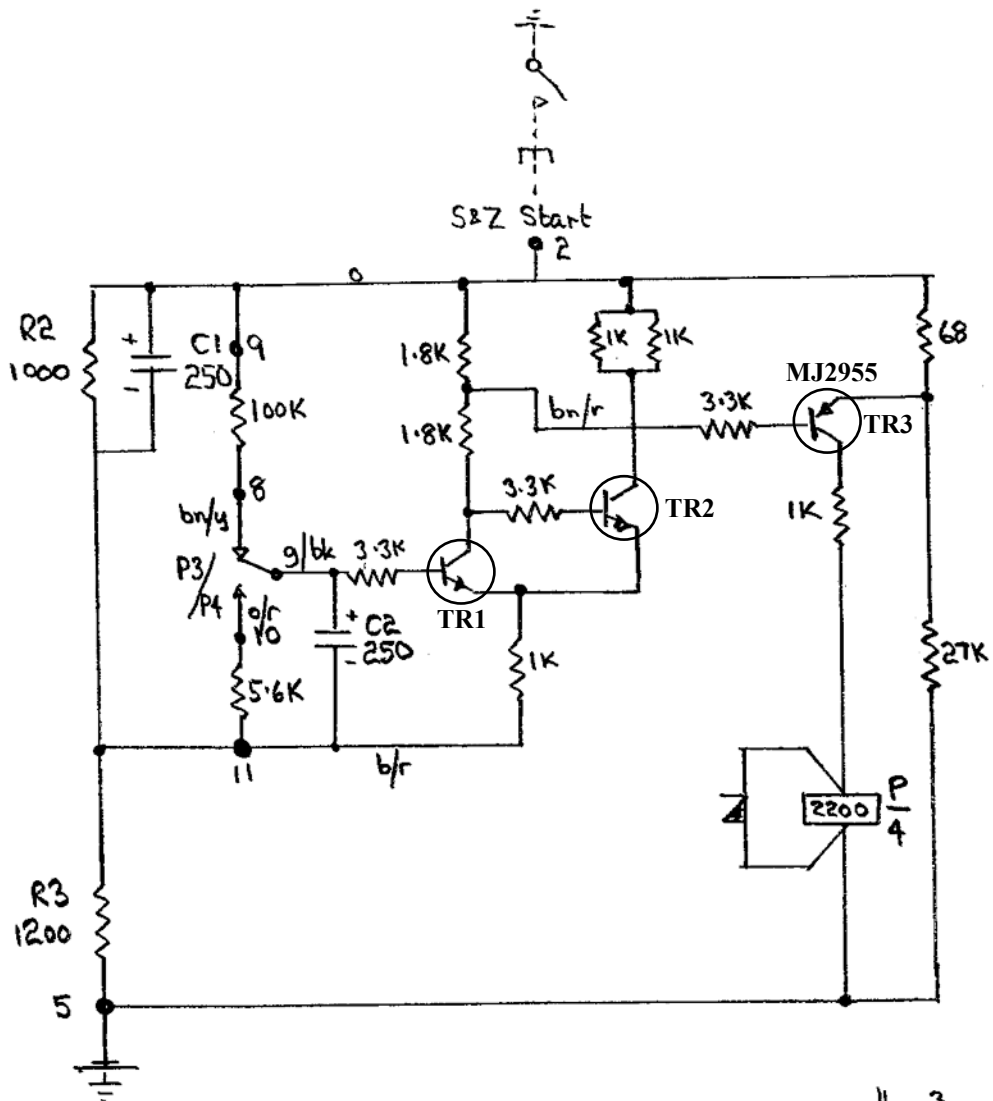 S&Z Start
2
0
R2
1000
+
-
C1
250
9
100K
8
bn/y
P3/P4
g/bk
3.3K
o/r
10
5.6K
11
+
-
C2
250
b/r
1.8K
1.8K
bn/r
3.3K
TR1
1K
1K
1K
TR2
3.3K
MJ2955
TR3
68
1K
27K
2200
P/4
R3
1200
5